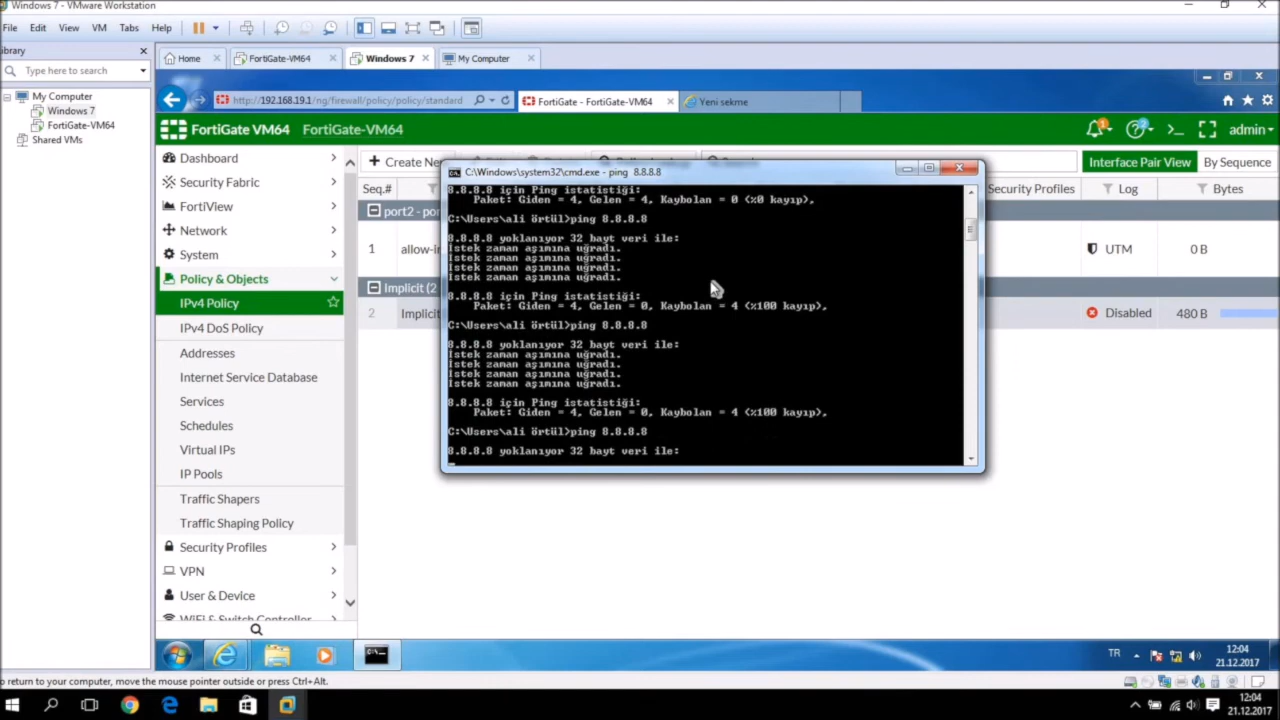 Windows 7 - VMware Workstation
File Edit View VM Tabs Help
Library
Type here to search
My Computer
Windows 7
FortiGate-VM64
Shared VMs
Home FortiGate-VM64 Windows 7 My Computer
http://192.168.19.1/ng/firewall/policy/policy/standard FortiGate - FortiGate-VM64 Yeni sekme
FortiGate VM64 FortiGate-VM64 1 2 admin
Dashboard
Security Fabric
FortiView
Network
System
Policy & Objects
IPv4 Policy
IPv4 DoS Policy
Addresses
Internet Service Database
Services
Schedules
Virtual IPs
IP Pools
Traffic Shapers
Traffic Shaping Policy
Security Profiles
VPN
User & Device
WiFi & Switch Controller
Create New Interface Pair View By Sequence
Seq.# Security Profiles Log Bytes
port2 - por
1 allow-in UTM 0 B
Implicit (2
2 Implicit Disabled 480 B
C:\Windows\system32\cmd.exe - ping 8.8.8.8
8.8.8.8 için Ping istatistiği:
Paket: Giden = 4, Gelen = 4, Kaybolan = 0 (%0 kayıp),
C:\Users\ali örtül>ping 8.8.8.8
8.8.8.8 yoklanıyor 32 bayt veri ile:
İstek zaman aşımına uğradı.
İstek zaman aşımına uğradı.
İstek zaman aşımına uğradı.
İstek zaman aşımına uğradı.
8.8.8.8 için Ping istatistiği:
Paket: Giden = 4, Gelen = 0, Kaybolan = 4 (%100 kayıp),
C:\Users\ali örtül>ping 8.8.8.8
8.8.8.8 yoklanıyor 32 bayt veri ile:
İstek zaman aşımına uğradı.
İstek zaman aşımına uğradı.
İstek zaman aşımına uğradı.
İstek zaman aşımına uğradı.
8.8.8.8 için Ping istatistiği:
Paket: Giden = 4, Gelen = 0, Kaybolan = 4 (%100 kayıp),
C:\Users\ali örtül>ping 8.8.8.8
8.8.8.8 yoklanıyor 32 bayt veri ile:
TR 12:04
21.12.2017
o return to your computer, move the mouse pointer outside or press Ctrl+Alt.
12:04
21.12.2017